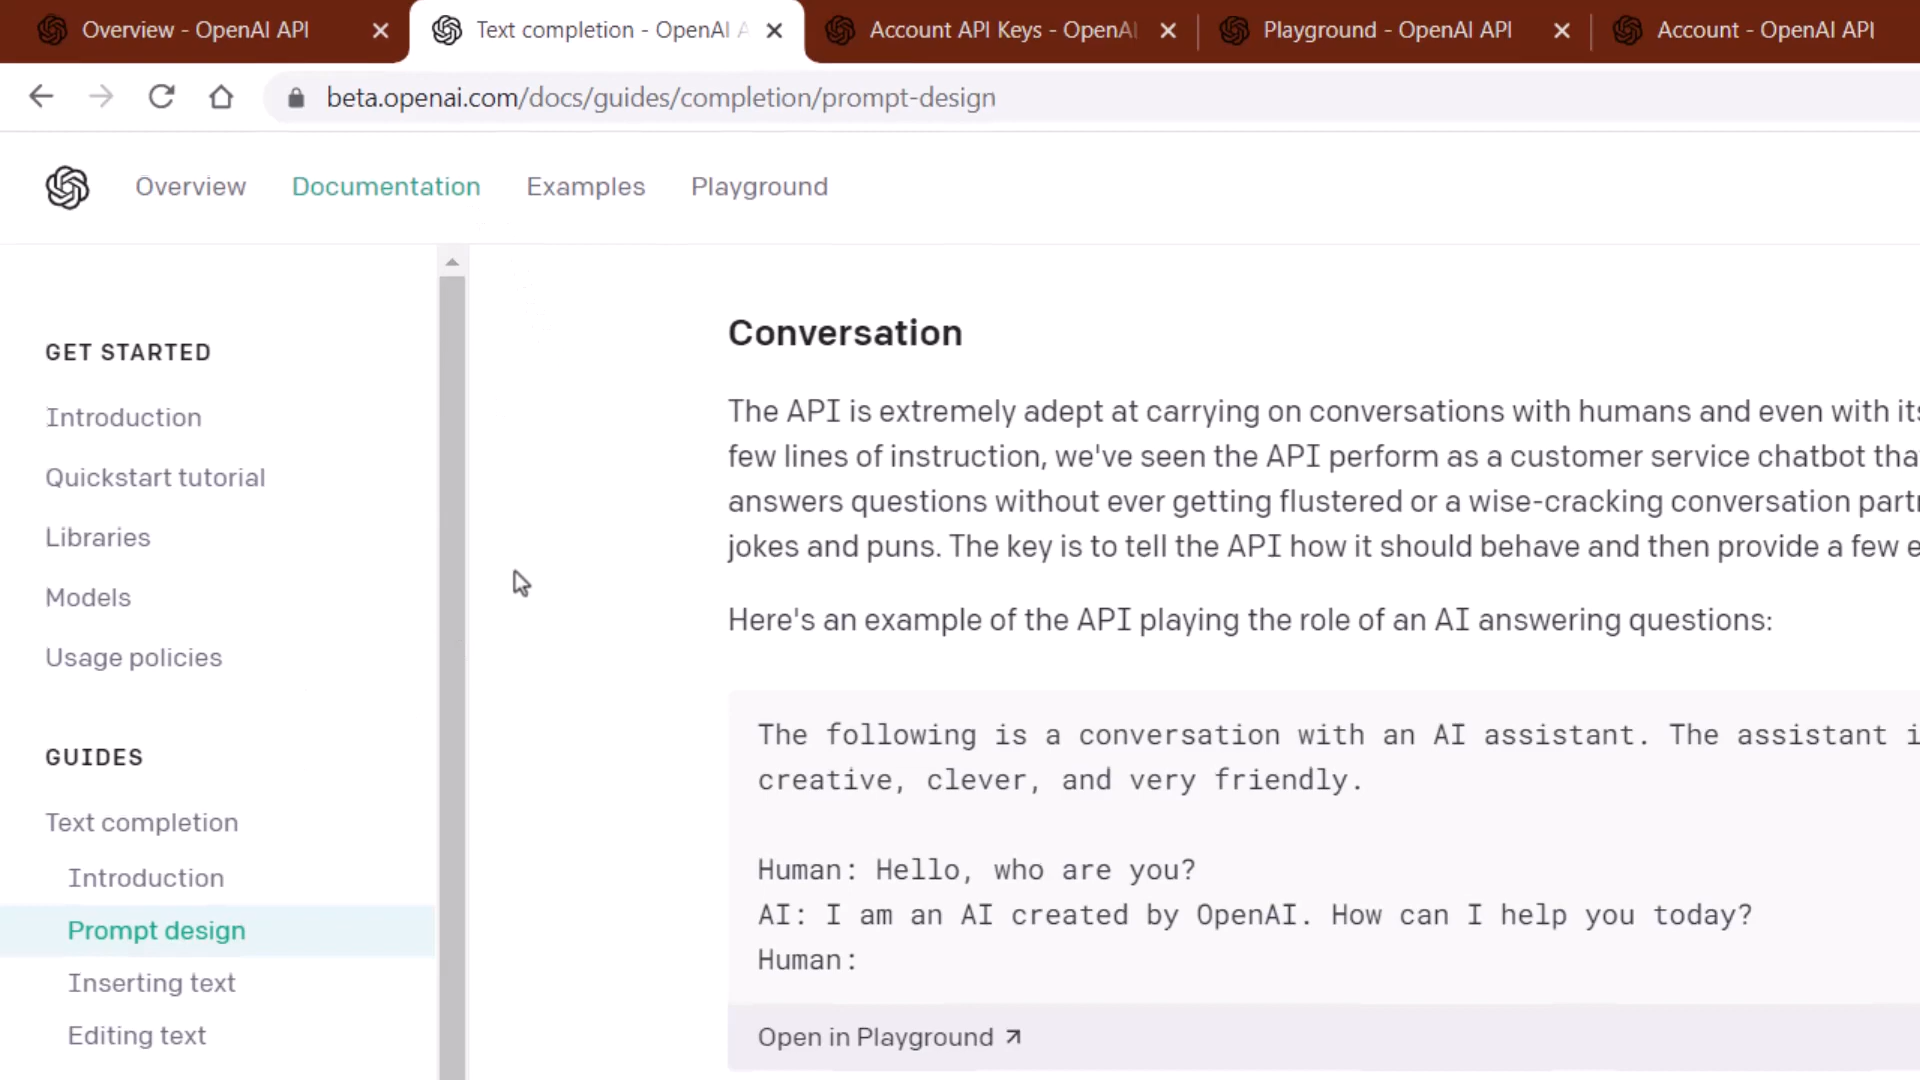 Overview - OpenAI API
Text completion - OpenAI A
Account API Keys - OpenAI
Playground - OpenAI API
Account - OpenAI API
beta.openai.com/docs/guides/completion/prompt-design
Overview
Documentation
Examples
Playground
GET STARTED
Introduction
Quickstart tutorial
Libraries
Models
Usage policies
GUIDES
Text completion
Introduction
Prompt design
Inserting text
Editing text
Conversation
The API is extremely adept at carrying on conversations with humans and even with its
few lines of instruction, we've seen the API perform as a customer service chatbot tha
answers questions without ever getting flustered or a wise-cracking conversation partn
jokes and puns. The key is to tell the API how it should behave and then provide a few e
Here's an example of the API playing the role of an AI answering questions:
The following is a conversation with an AI assistant. The assistant i
creative, clever, and very friendly.
Human: Hello, who are you?
AI: I am an AI created by OpenAI. How can I help you today?
Human:
Open in Playground ↗